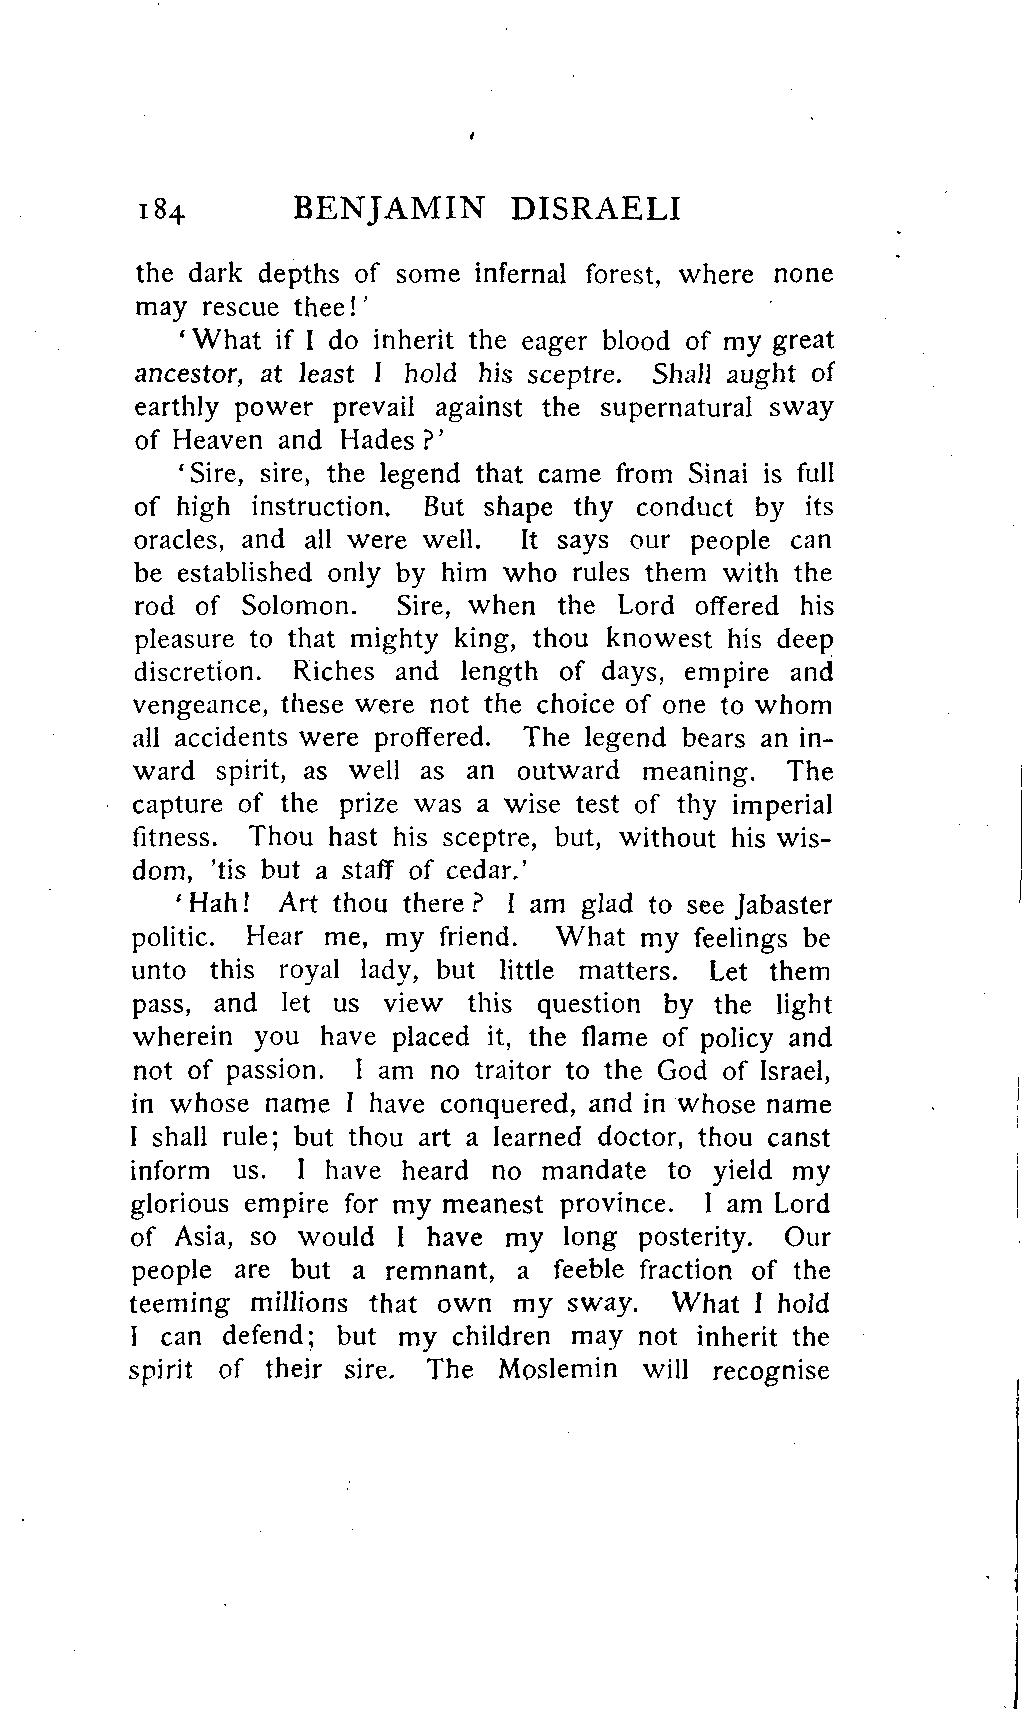 184 BENJAMIN DISRAELI
the dark depths of some infernal forest, where none
may rescue thee!'
'What if I do inherit the eager blood of my great
ancestor, at least I hold his sceptre. Shall aught of
earthly power prevail against the supernatural sway
of Heaven and Hades?'
'Sire, sire, the legend that came from Sinai is full
of high instruction. But shape thy conduct by its
oracles, and all were well. It says our people can
be established only by him who rules them with the
rod of Solomon. Sire, when the Lord offered his
pleasure to that mighty king, thou knowest his deep
discretion. Riches and length of days, empire and
vengeance, these were not the choice of one to whom
all accidents were proffered. The legend bears an in-
ward spirit, as well as an outward meaning. The
capture of the prize was a wise test of thy imperial
fitness. Thou hast his sceptre, but, without his wis-
dom, 'tis but a staff of cedar.'
'Hah! Art thou there? I am glad to see Jabaster
politic. Hear me, my friend. What my feelings be
unto this royal lady, but little matters. Let them
pass, and let us view this question by the light
wherein you have placed it, the flame of policy and
not of passion. I am no traitor to the God of Israel,
in whose name I have conquered, and in whose name
I shall rule; but thou art a learned doctor, thou canst
inform us. I have heard no mandate to yield my
glorious empire for my meanest province. I am Lord
of Asia, so would I have my long posterity. Our
people are but a remnant, a feeble fraction of the
teeming millions that own my sway. What I hold
I can defend; but my children may not inherit the
spirit of their sire. The Moslemin will recognise